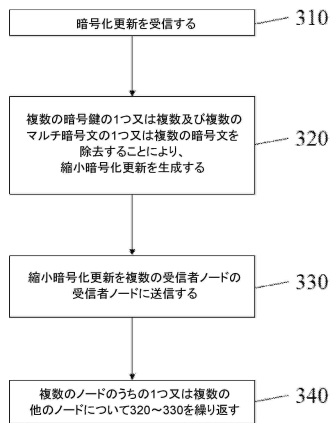 暗号化更新を受信する
310
複数の暗号鍵の1つ又は複数及び複数の
マルチ暗号文の1つ又は複数の暗号文を
除去することにより、
縮小暗号化更新を生成する
320
縮小暗号化更新を複数の受信者ノードの
受信者ノードに送信する
330
複数のノードのうちの1つ又は複数の
他のノードについて320～330を繰り返す
340